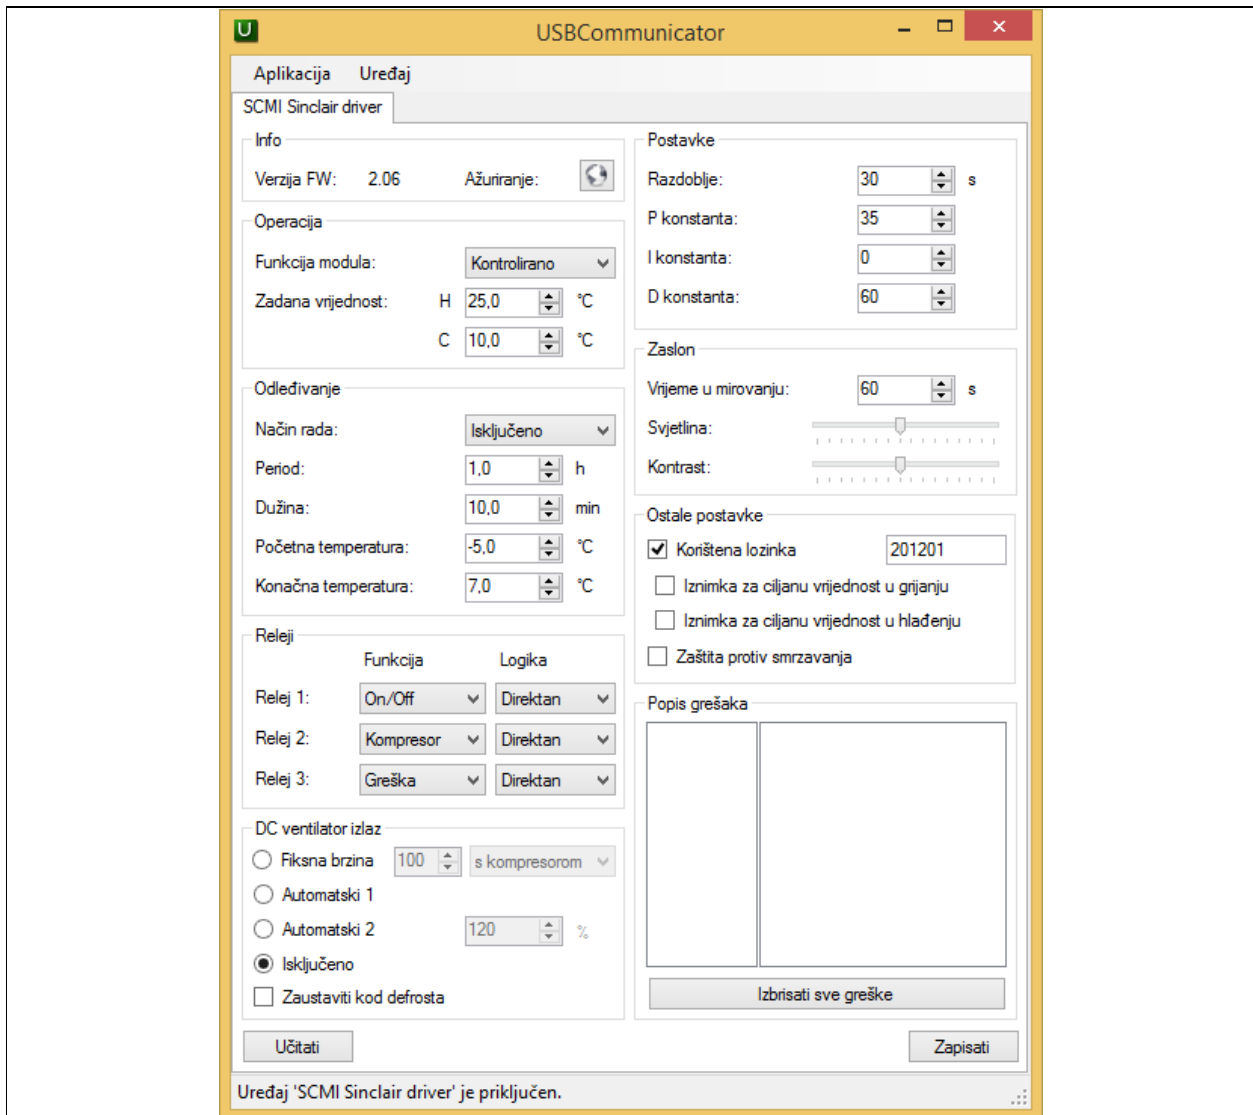 USBCommunicator
Aplikacija Uređaj
SCMI Sinclair driver
Info
Verzija FW: 2.06 Ažuriranje:
Operacija
Funkcija modula: Kontrolirano
Zadana vrijednost: H 25,0 °C
C 10,0 °C
Odleđivanje
Način rada: Isključeno
Period: 1,0 h
Dužina: 10,0 min
Početna temperatura: -5,0 °C
Konačna temperatura: 7,0 °C
Releji
Funkcija Logika
Relej 1: On/Off Direktan
Relej 2: Kompresor Direktan
Relej 3: Greška Direktan
DC ventilator izlaz
Fiksna brzina 100 s kompresorom
Automatski 1
Automatski 2 120 %
Isključeno
Zaustaviti kod defrosta
Učitati
Postavke
Razdoblje: 30 s
P konstanta: 35
I konstanta: 0
D konstanta: 60
Zaslon
Vrijeme u mirovanju: 60 s
Svjetlina:
Kontrast:
Ostale postavke
Korištena lozinka 201201
Iznimka za ciljanu vrijednost u grijanju
Iznimka za ciljanu vrijednost u hlađenju
Zaštita protiv smrzavanja
Popis grešaka
Izbrisati sve greške
Zapisati
Uređaj 'SCMI Sinclair driver' je priključen.